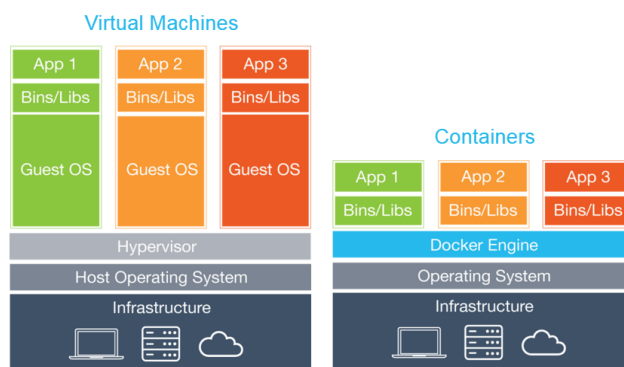 Virtual Machines
App 1
App 2
App 3
Bins/Libs
Bins/Libs
Bins/Libs
Guest OS
Guest OS
Guest OS
Hypervisor
Host Operating System
Infrastructure
Containers
App 1
App 2
App 3
Bins/Libs
Bins/Libs
Bins/Libs
Docker Engine
Operating System
Infrastructure